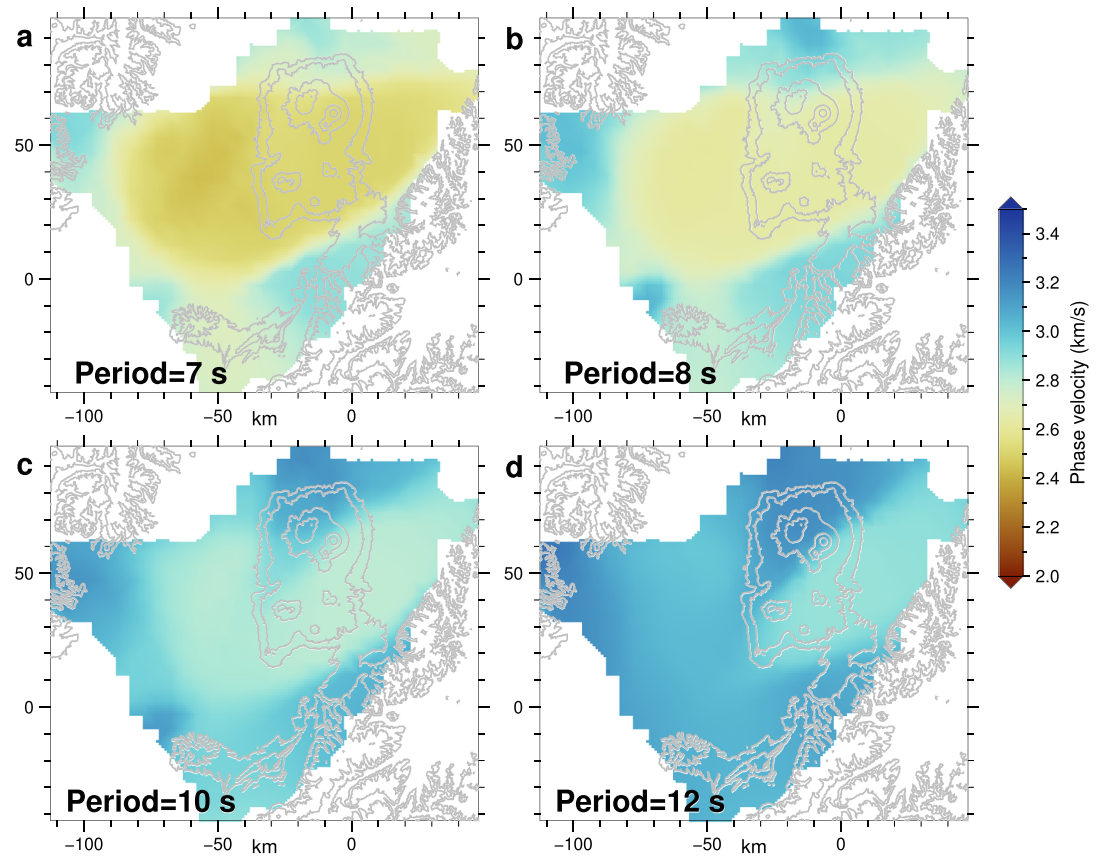 a
b
50
0
50
0
Period=7 s
Period=8 s
−100
−50
km
0
−100
−50
km
0
3.4
3.2
3.0
2.8
2.6
2.4
2.2
2.0
Phase velocity (km/s)
c
d
50
0
50
0
Period=10 s
Period=12 s
−100
−50
km
0
−100
−50
km
0